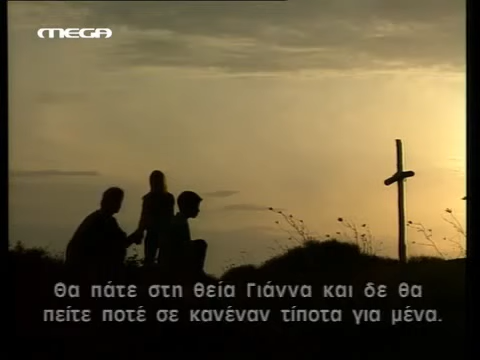 MEGA
Θα πάτε στη θεία Γιάννα και δε θα
πείτε ποτέ σε κανέναν τίποτα για μένα.